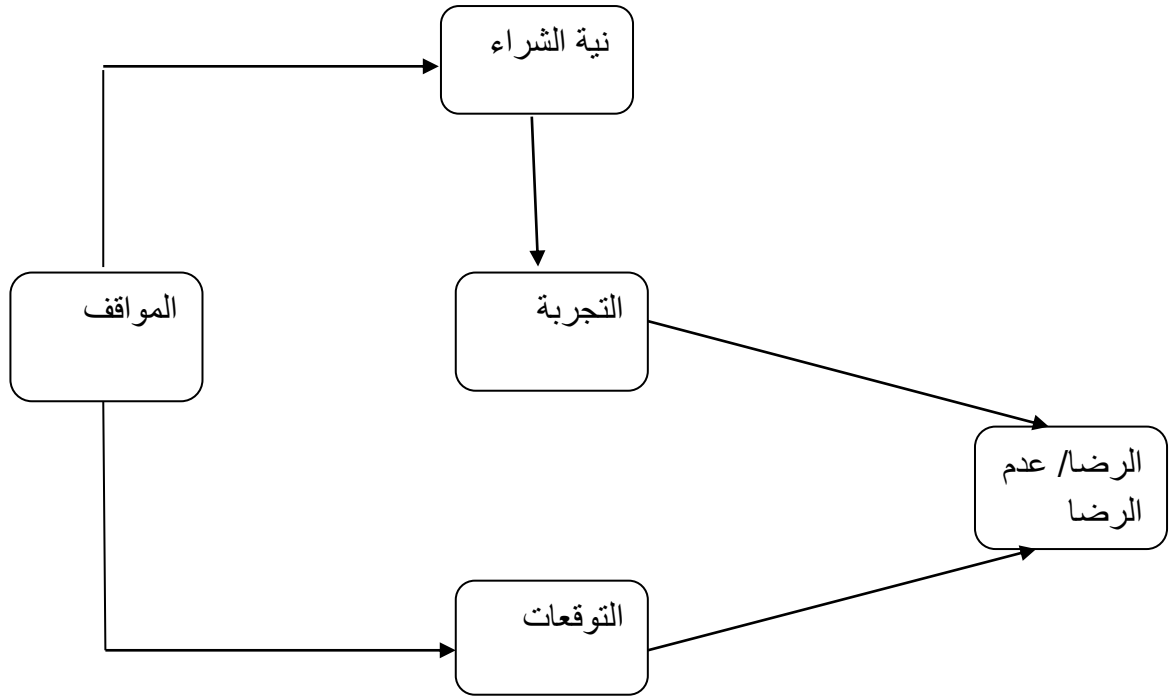 نية الشراء
المواقف
التجربة
الرضا/ عدم
الرضا
التوقعات